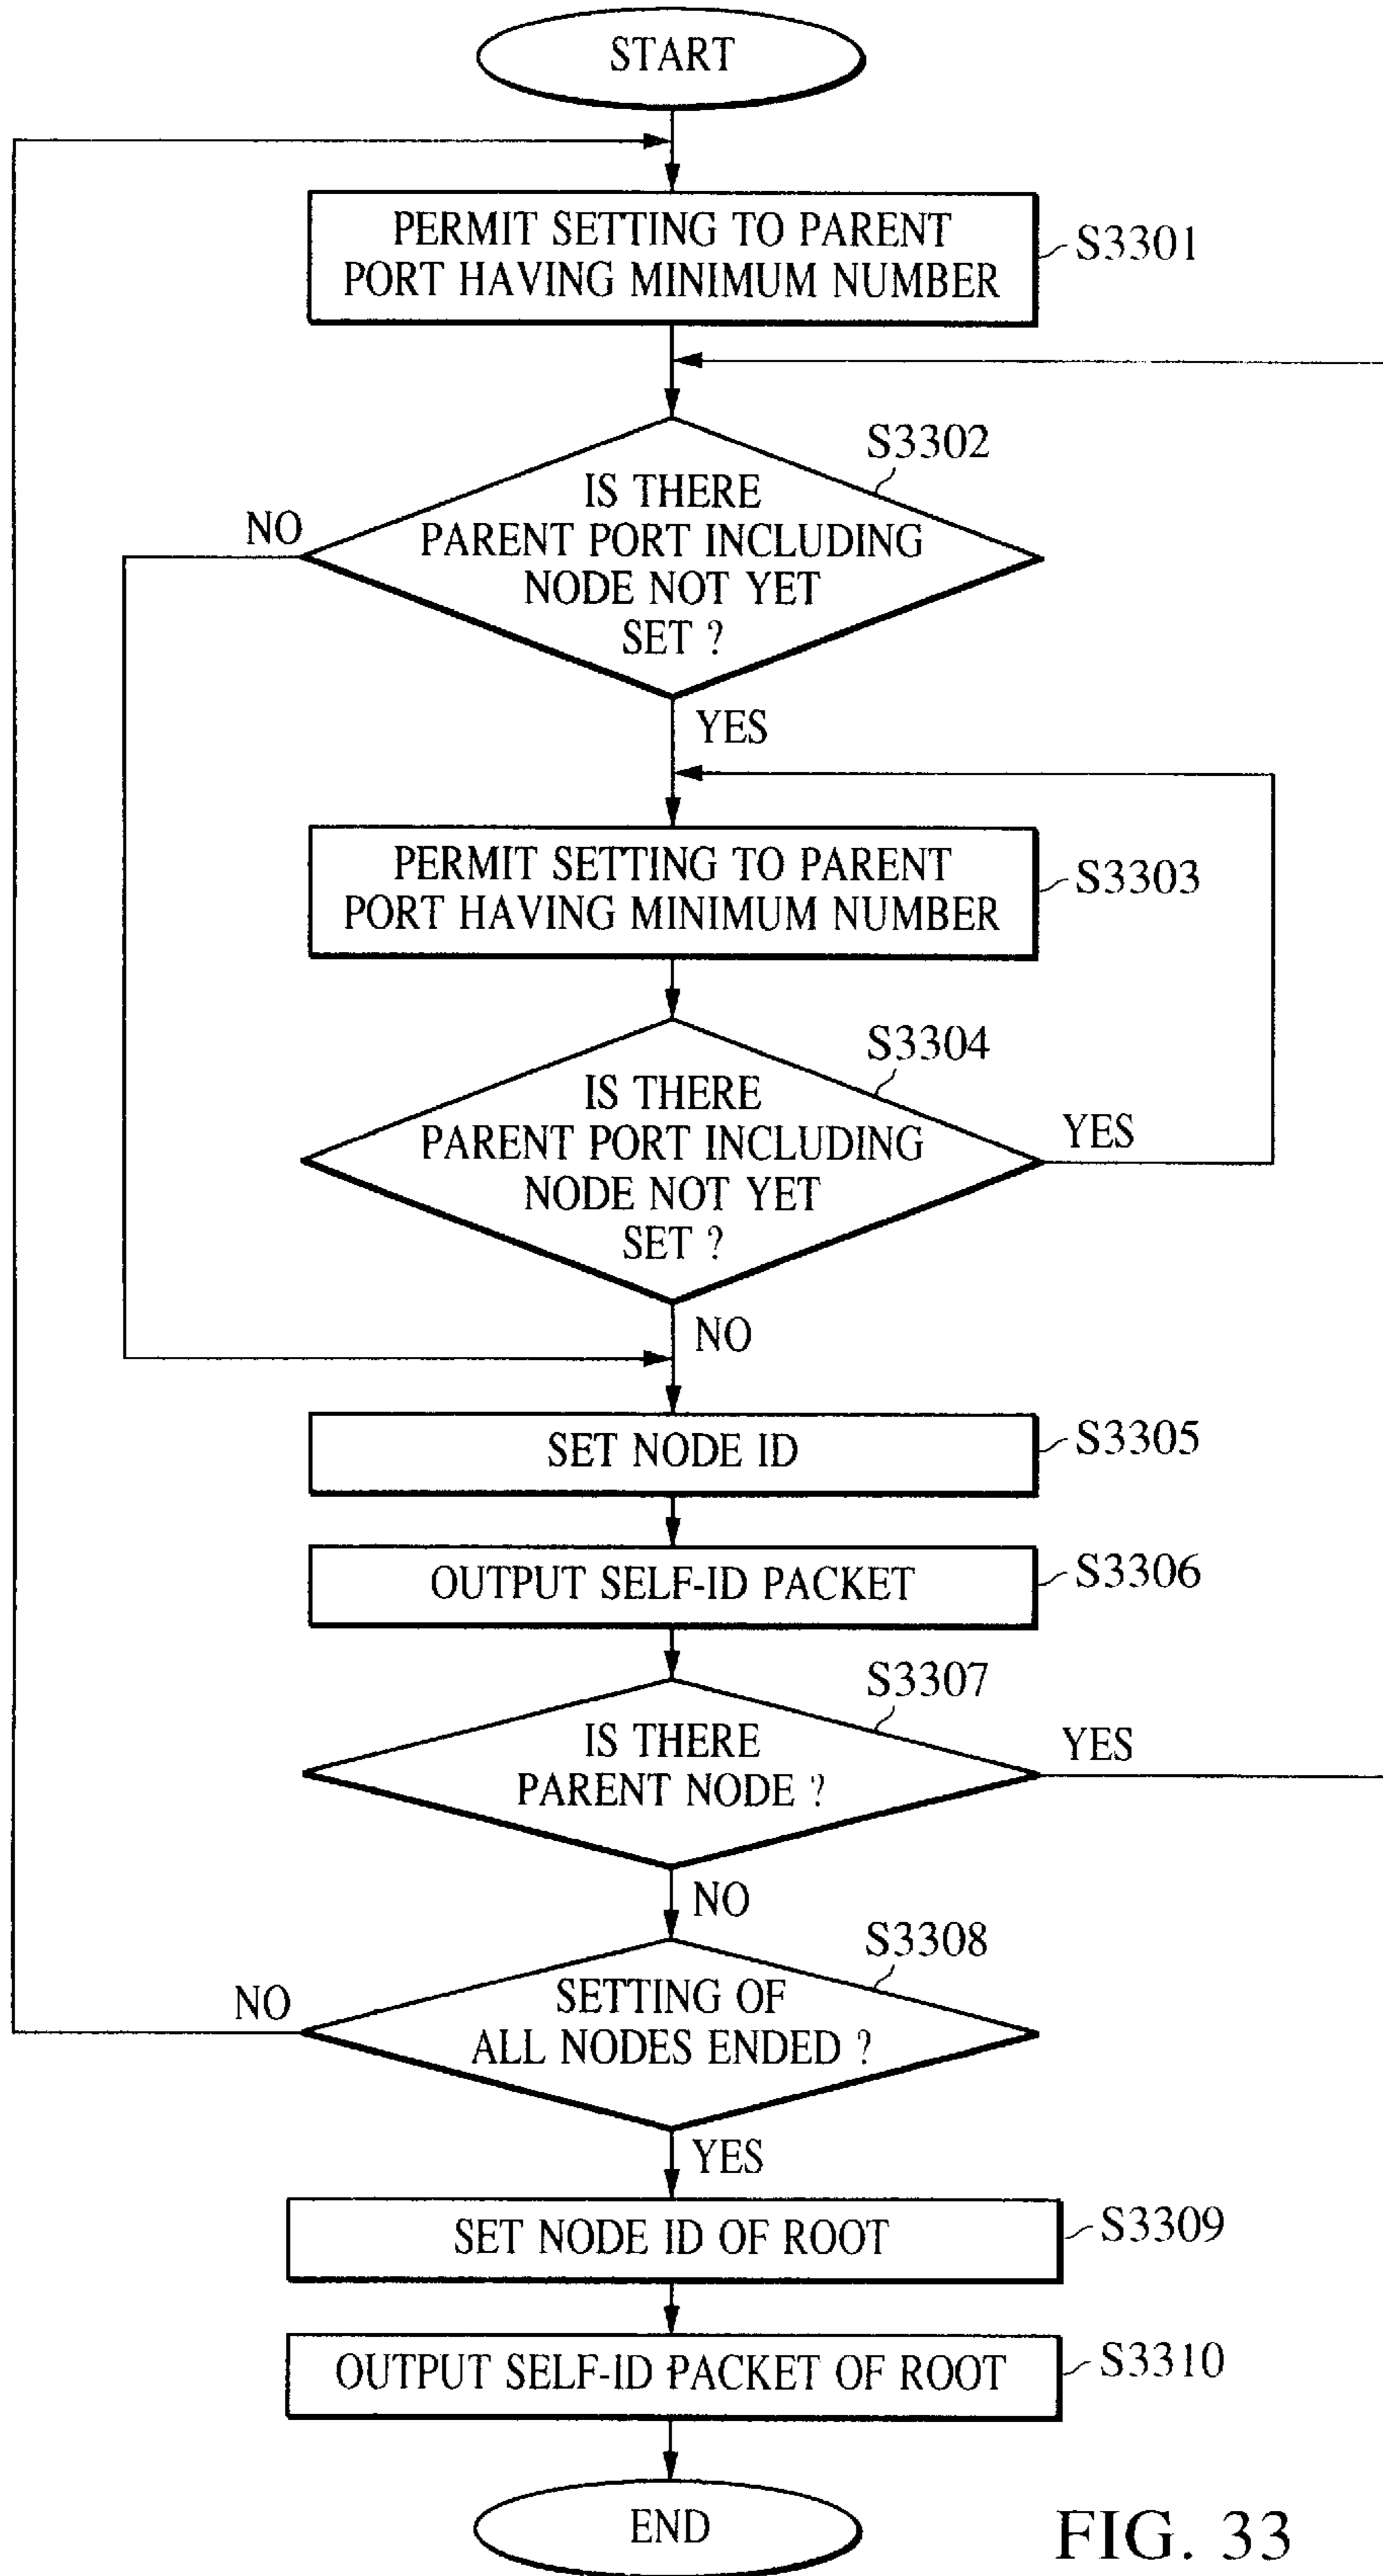 START
PERMIT SETTING TO PARENT
PORT HAVING MINIMUM NUMBER
S3301
S3302
IS THERE
PARENT PORT INCLUDING
NODE NOT YET
SET ?
NO
YES
PERMIT SETTING TO PARENT
PORT HAVING MINIMUM NUMBER
S3303
S3304
IS THERE
PARENT PORT INCLUDING
NODE NOT YET
SET ?
YES
NO
SET NODE ID
S3305
OUTPUT SELF-ID PACKET
S3306
S3307
IS THERE
PARENT NODE ?
YES
NO
S3308
SETTING OF
ALL NODES ENDED ?
NO
YES
SET NODE ID OF ROOT
S3309
OUTPUT SELF-ID PACKET OF ROOT
S3310
END
FIG. 33